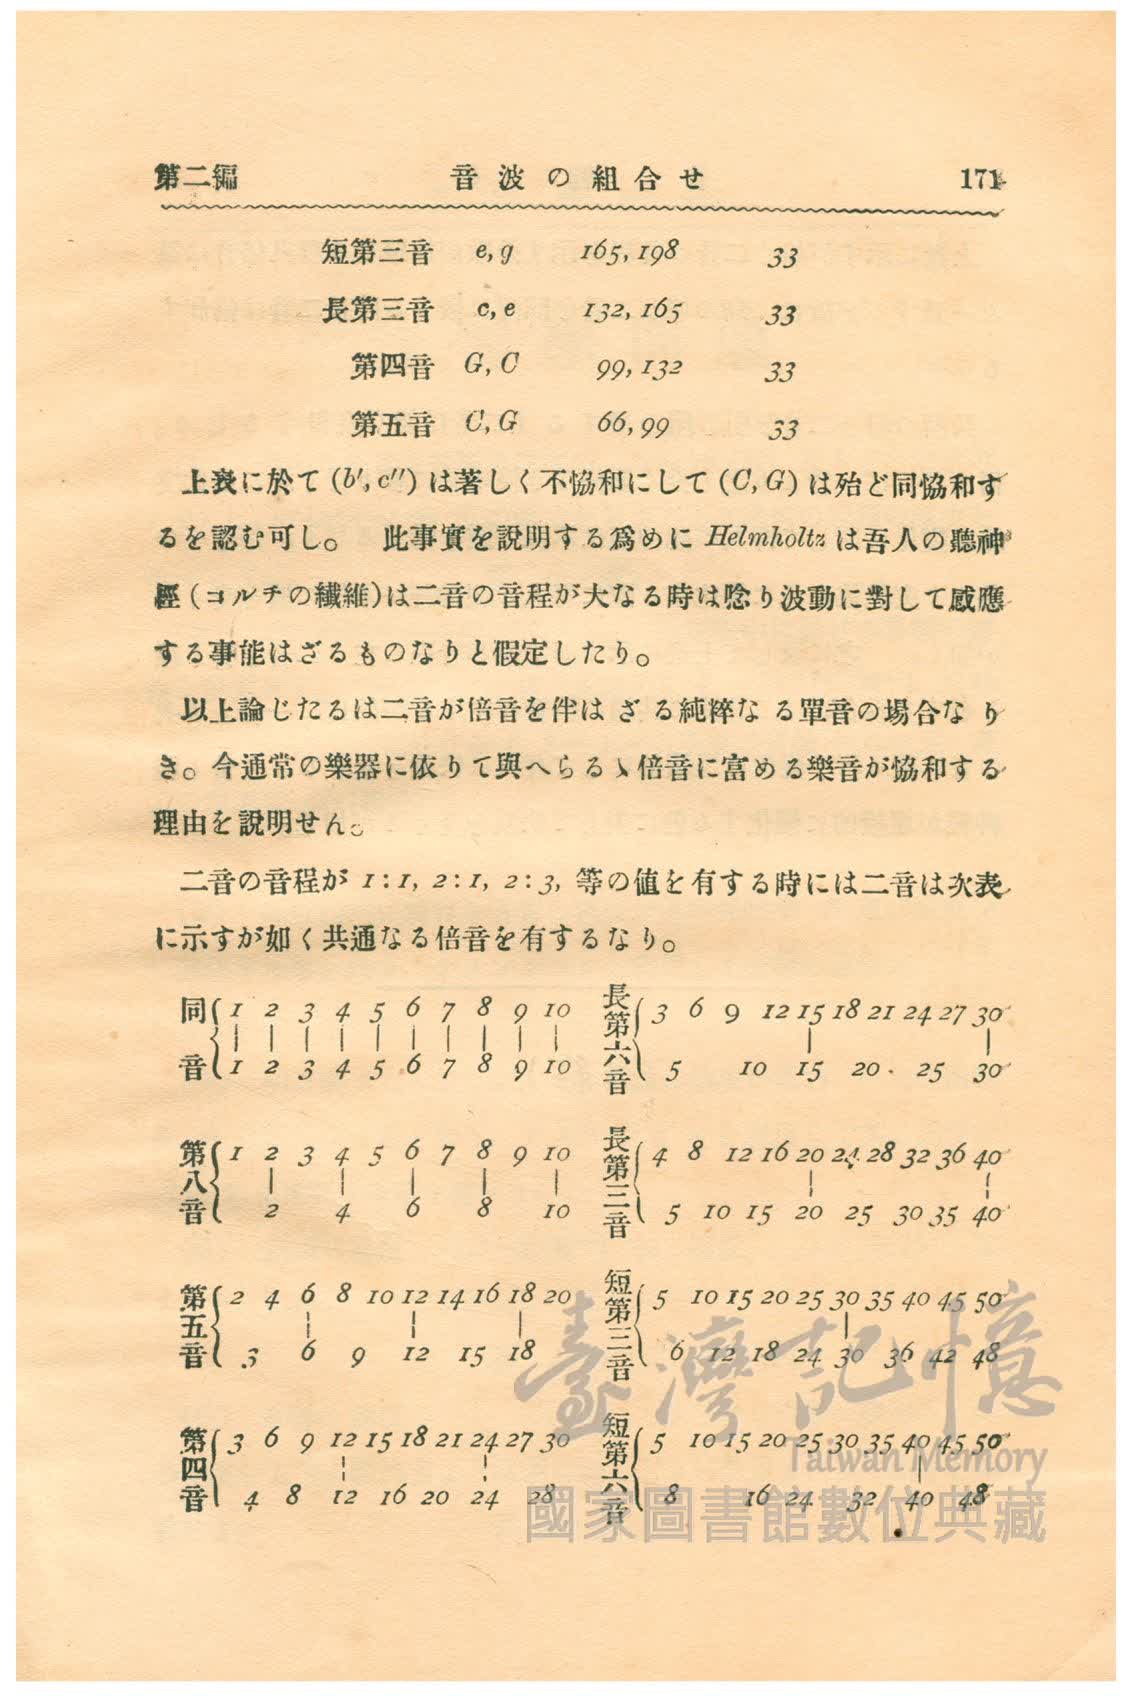 第二編 音波の組合せ 171
短第三音 e, g 165, 198 33
長第三音 c, e 132, 165 33
第四音 G, C 99, 132 33
第五音 C, G 66, 99 33
上表に於て (b′, c″) は著しく不恊和にして (C, G) は殆ど同恊和す
るを認む可し。 此事實を說明する爲めに Helmholtz は吾人の聽神
經 (コルチの纎維) は二音の音程が大なる時は唸り波動に對して感應
する事能はざるものなりと假定したり。
以上論じたるは二音が倍音を伴はざる純粹なる單音の場合なり
き。今通常の樂器に依りて與へらるゝ倍音に富める樂音が恊和する
理由を說明せん。
二音の音程が 1:1, 2:1, 2:3, 等の値を有する時には二音は次表
に示すが如く共通なる倍音を有するなり。
同音 1 2 3 4 5 6 7 8 9 10
1 2 3 4 5 6 7 8 9 10
長第六音 3 6 9 12 15 18 21 24 27 30
5 10 15 20 25 30
第八音 1 2 3 4 5 6 7 8 9 10
2 4 6 8 10
長第三音 4 8 12 16 20 24 28 32 36 40
5 10 15 20 25 30 35 40
第五音 2 4 6 8 10 12 14 16 18 20
3 6 9 12 15 18
短第三音 5 10 15 20 25 30 35 40 45 50
6 12 18 24 30 36 42 48
第四音 3 6 9 12 15 18 21 24 27 30
4 8 12 16 20 24 28
短第六音 5 10 15 20 25 30 35 40 45 50
8 16 24 32 40 48
臺灣記憶
Taiwan Memory
國家圖書館數位典藏